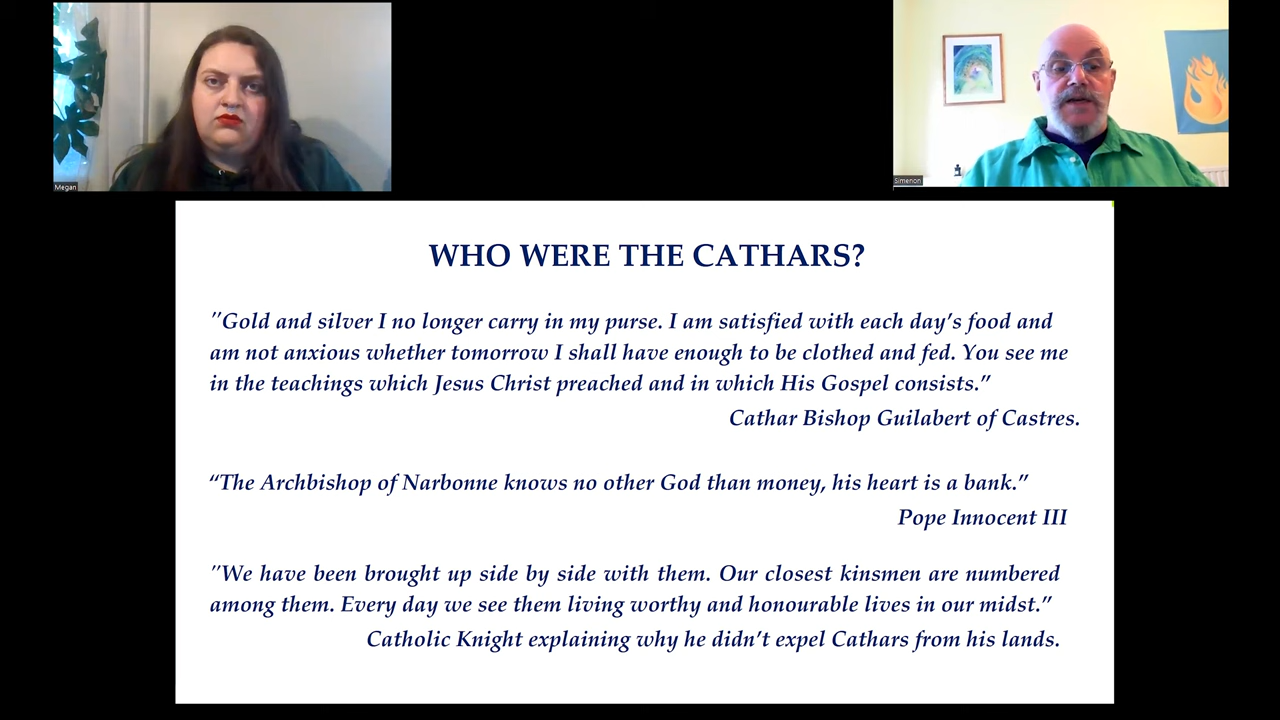 Megan
Simenon
WHO WERE THE CATHARS?
"Gold and silver I no longer carry in my purse. I am satisfied with each day’s food and
am not anxious whether tomorrow I shall have enough to be clothed and fed. You see me
in the teachings which Jesus Christ preached and in which His Gospel consists.”
Cathar Bishop Guilabert of Castres.
“The Archbishop of Narbonne knows no other God than money, his heart is a bank.”
Pope Innocent III
"We have been brought up side by side with them. Our closest kinsmen are numbered
among them. Every day we see them living worthy and honourable lives in our midst.”
Catholic Knight explaining why he didn’t expel Cathars from his lands.